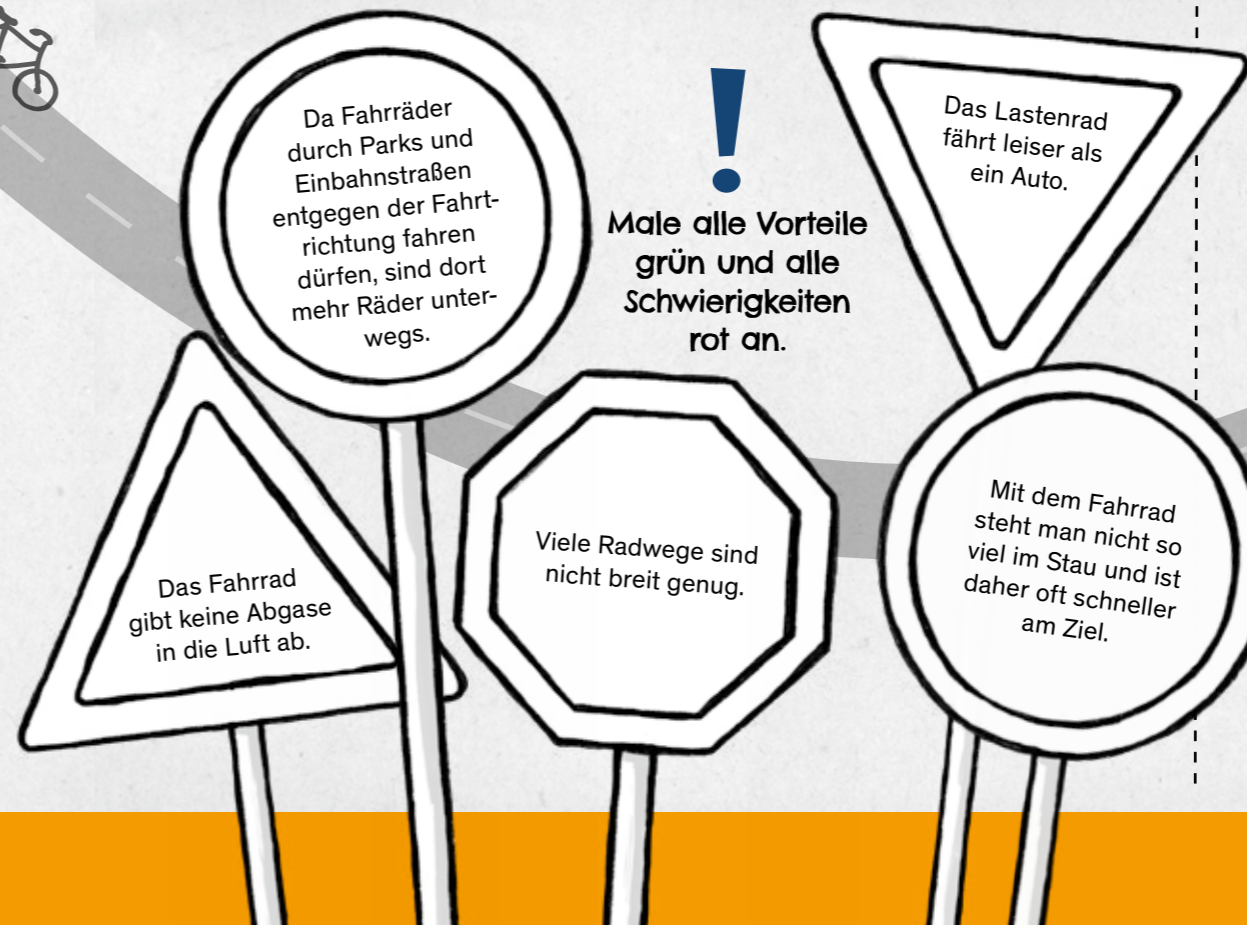 Da Fahrräder
durch Parks und
Einbahnstraßen
entgegen der Fahrt-
richtung fahren
dürfen, sind dort
mehr Räder unter-
wegs.
!
Male alle Vorteile
grün und alle
Schwierigkeiten
rot an.
Das Lastenrad
fährt leiser als
ein Auto.
Das Fahrrad
gibt keine Abgase
in die Luft ab.
Viele Radwege sind
nicht breit genug.
Mit dem Fahrrad
steht man nicht so
viel im Stau und ist
daher oft schneller
am Ziel.